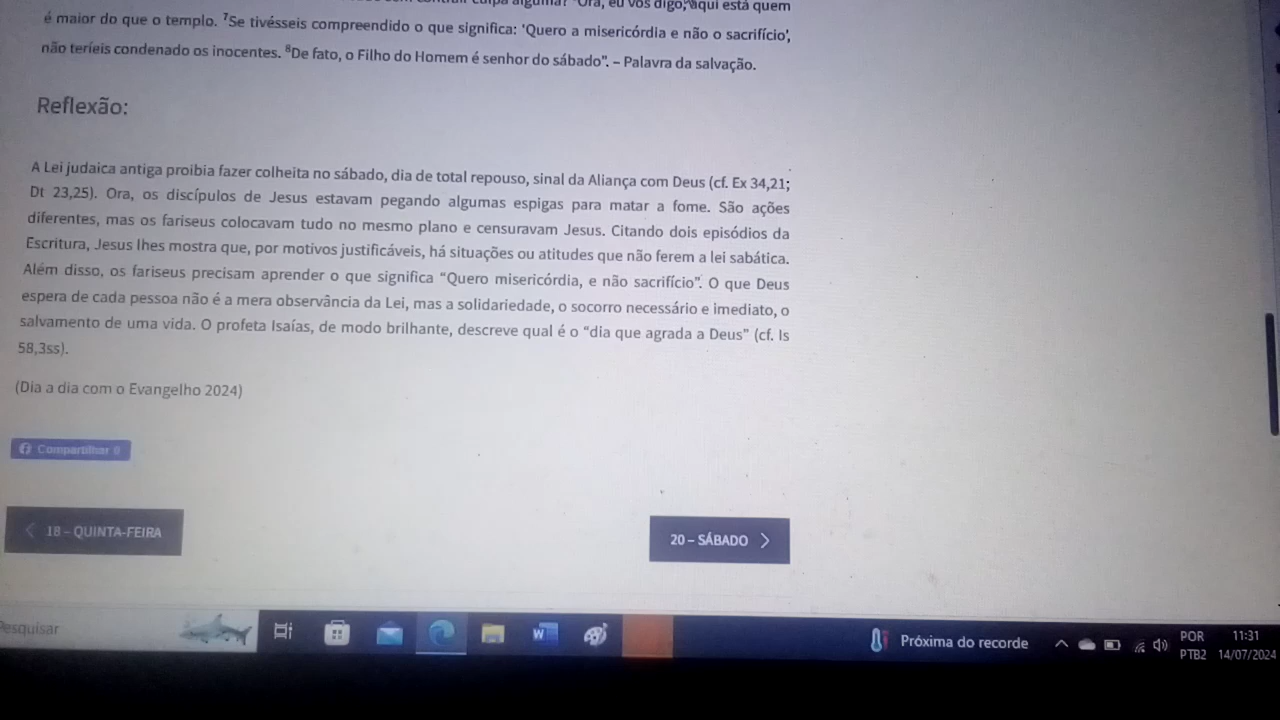 culpa alguma? Ora, eu vos digo, aqui está quem
é maior do que o templo. ⁷Se tivésseis compreendido o que significa: 'Quero a misericórdia e não o sacrifício',
não teríeis condenado os inocentes. ⁸De fato, o Filho do Homem é senhor do sábado". – Palavra da salvação.
Reflexão:
A Lei judaica antiga proibia fazer colheita no sábado, dia de total repouso, sinal da Aliança com Deus (cf. Ex 34,21;
Dt 23,25). Ora, os discípulos de Jesus estavam pegando algumas espigas para matar a fome. São ações
diferentes, mas os fariseus colocavam tudo no mesmo plano e censuravam Jesus. Citando dois episódios da
Escritura, Jesus lhes mostra que, por motivos justificáveis, há situações ou atitudes que não ferem a lei sabática.
Além disso, os fariseus precisam aprender o que significa "Quero misericórdia, e não sacrifício". O que Deus
espera de cada pessoa não é a mera observância da Lei, mas a solidariedade, o socorro necessário e imediato, o
salvamento de uma vida. O profeta Isaías, de modo brilhante, descreve qual é o "dia que agrada a Deus" (cf. Is
58,3ss).
(Dia a dia com o Evangelho 2024)
Compartilhar 0
18 – QUINTA-FEIRA
20 – SÁBADO
Pesquisar
W
Próxima do recorde
POR
11:31
PTB2
14/07/2024